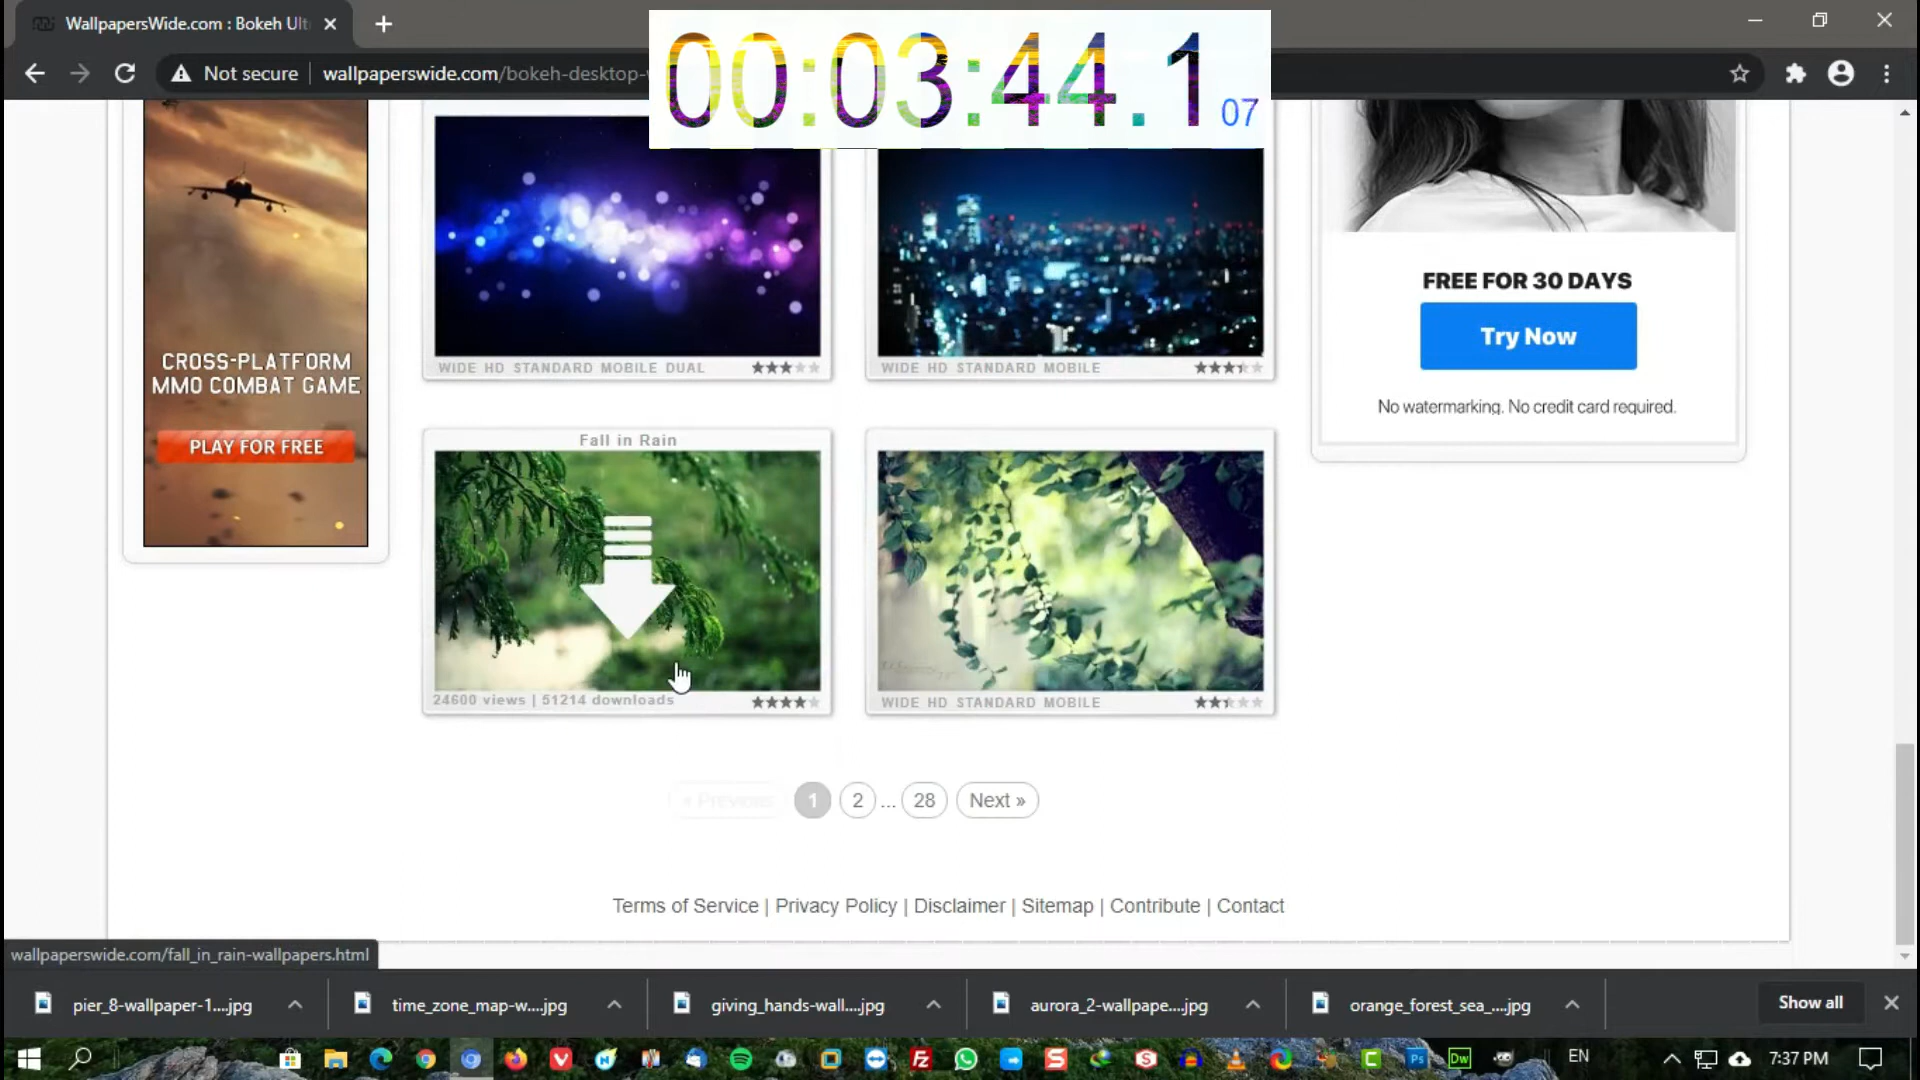 WallpapersWide.com : Bokeh Ult
00:03:44.107
Not secure
wallpaperswide.com/bokeh-desktop-
CROSS-PLATFORM
MMO COMBAT GAME
PLAY FOR FREE
WIDE HD STANDARD MOBILE DUAL
WIDE HD STANDARD MOBILE
FREE FOR 30 DAYS
Try Now
No watermarking. No credit card required.
Fall in Rain
24600 views | 51214 downloads
WIDE HD STANDARD MOBILE
« Previous 1 2 ... 28 Next »
Terms of Service | Privacy Policy | Disclaimer | Sitemap | Contribute | Contact
wallpaperswide.com/fall_in_rain-wallpapers.html
pier_8-wallpaper-1....jpg
time_zone_map-w....jpg
giving_hands-wall....jpg
aurora_2-wallpape....jpg
orange_forest_sea_....jpg
Show all
Ps
Dw
EN
7:37 PM